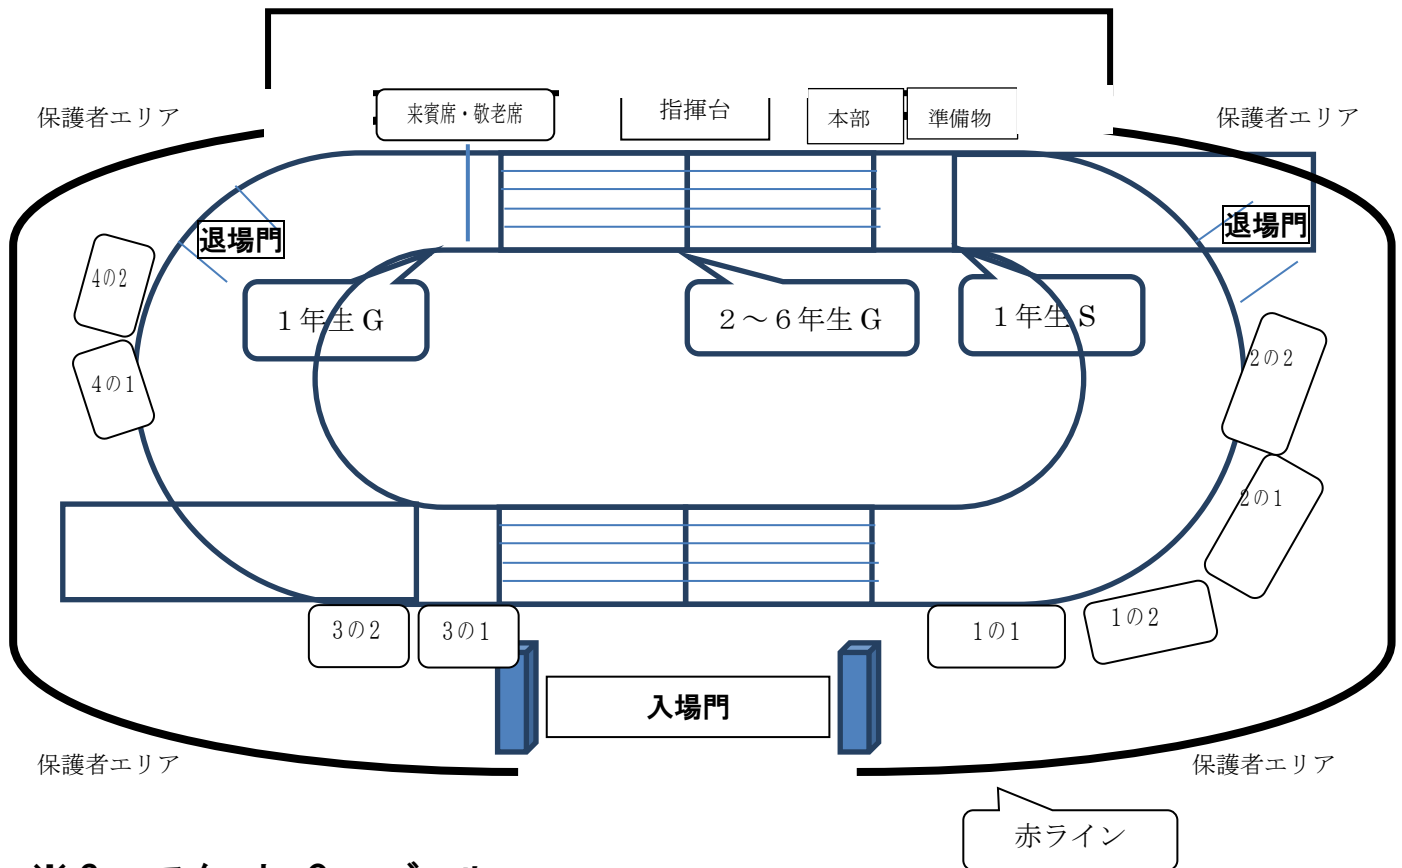 保護者エリア
来賓席・敬老席
指揮台
本部
準備物
保護者エリア
退場門
退場門
4の2
１年生Ｇ
２～６年生Ｇ
１年生Ｓ
4の1
2の2
2の1
3の2
3の1
1の1
1の2
入場門
保護者エリア
保護者エリア
赤ライン